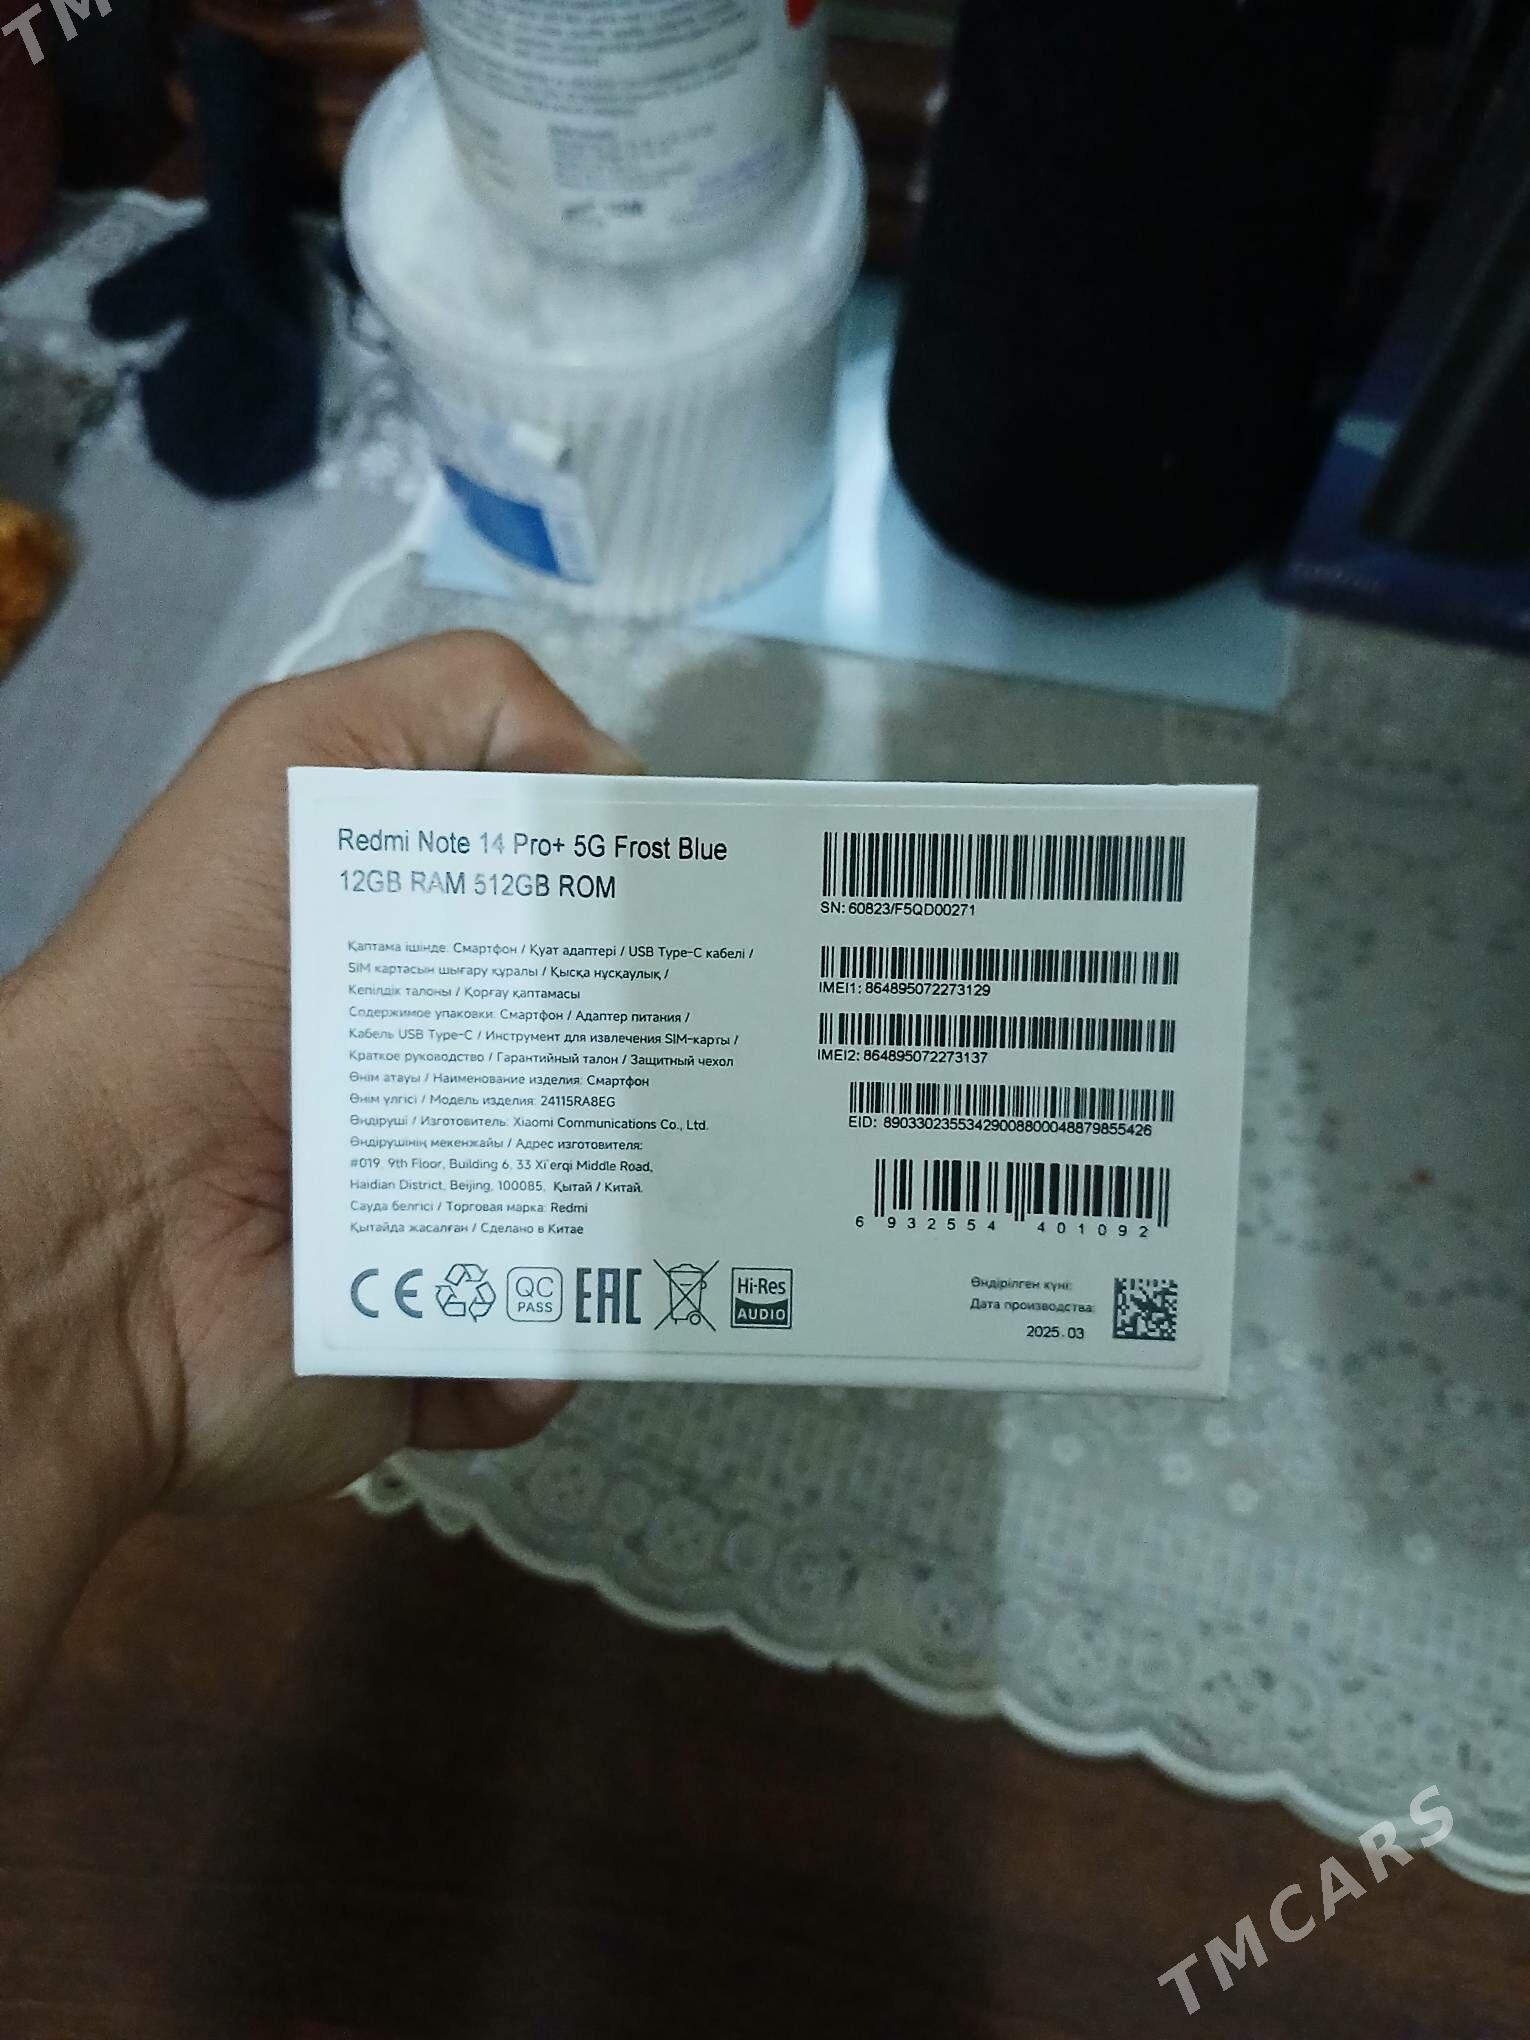 TM
Redmi Note 14 Pro+ 5G Frost Blue
12GB RAM 512GB ROM
Қаптама ішінде: Смартфон / Қуат адаптері / USB Type-C кабелі /
SIM картасын шығару құралы / Қысқа нұсқаулық /
Кепілдік талоны / Қорғау қаптамасы
Содержимое упаковки: Смартфон / Адаптер питания /
Кабель USB Type-C / Инструмент для извлечения SIM-карты /
Краткое руководство / Гарантийный талон / Защитный чехол
Өнім атауы / Наименование изделия: Смартфон
Өнім үлгісі / Модель изделия: 24115RA8EG
Өндіруші / Изготовитель: Xiaomi Communications Co., Ltd.
Өндірушінің мекенжайы / Адрес изготовителя:
#019, 9th Floor, Building 6, 33 Xi'erqi Middle Road,
Haidian District, Beijing, 100085, Қытай / Китай.
Сауда белгісі / Торговая марка: Redmi
Қытайда жасалған / Сделано в Китае
SN: 60823/F5QD00271
IMEI1: 864895072273129
IMEI2: 864895072273137
EID: 89033023553429008800048879855426
6 932554 401092
CE
QC
PASS
EAC
Hi-Res
AUDIO
Өндірілген күні:
Дата производства:
2025.03
TMCARS